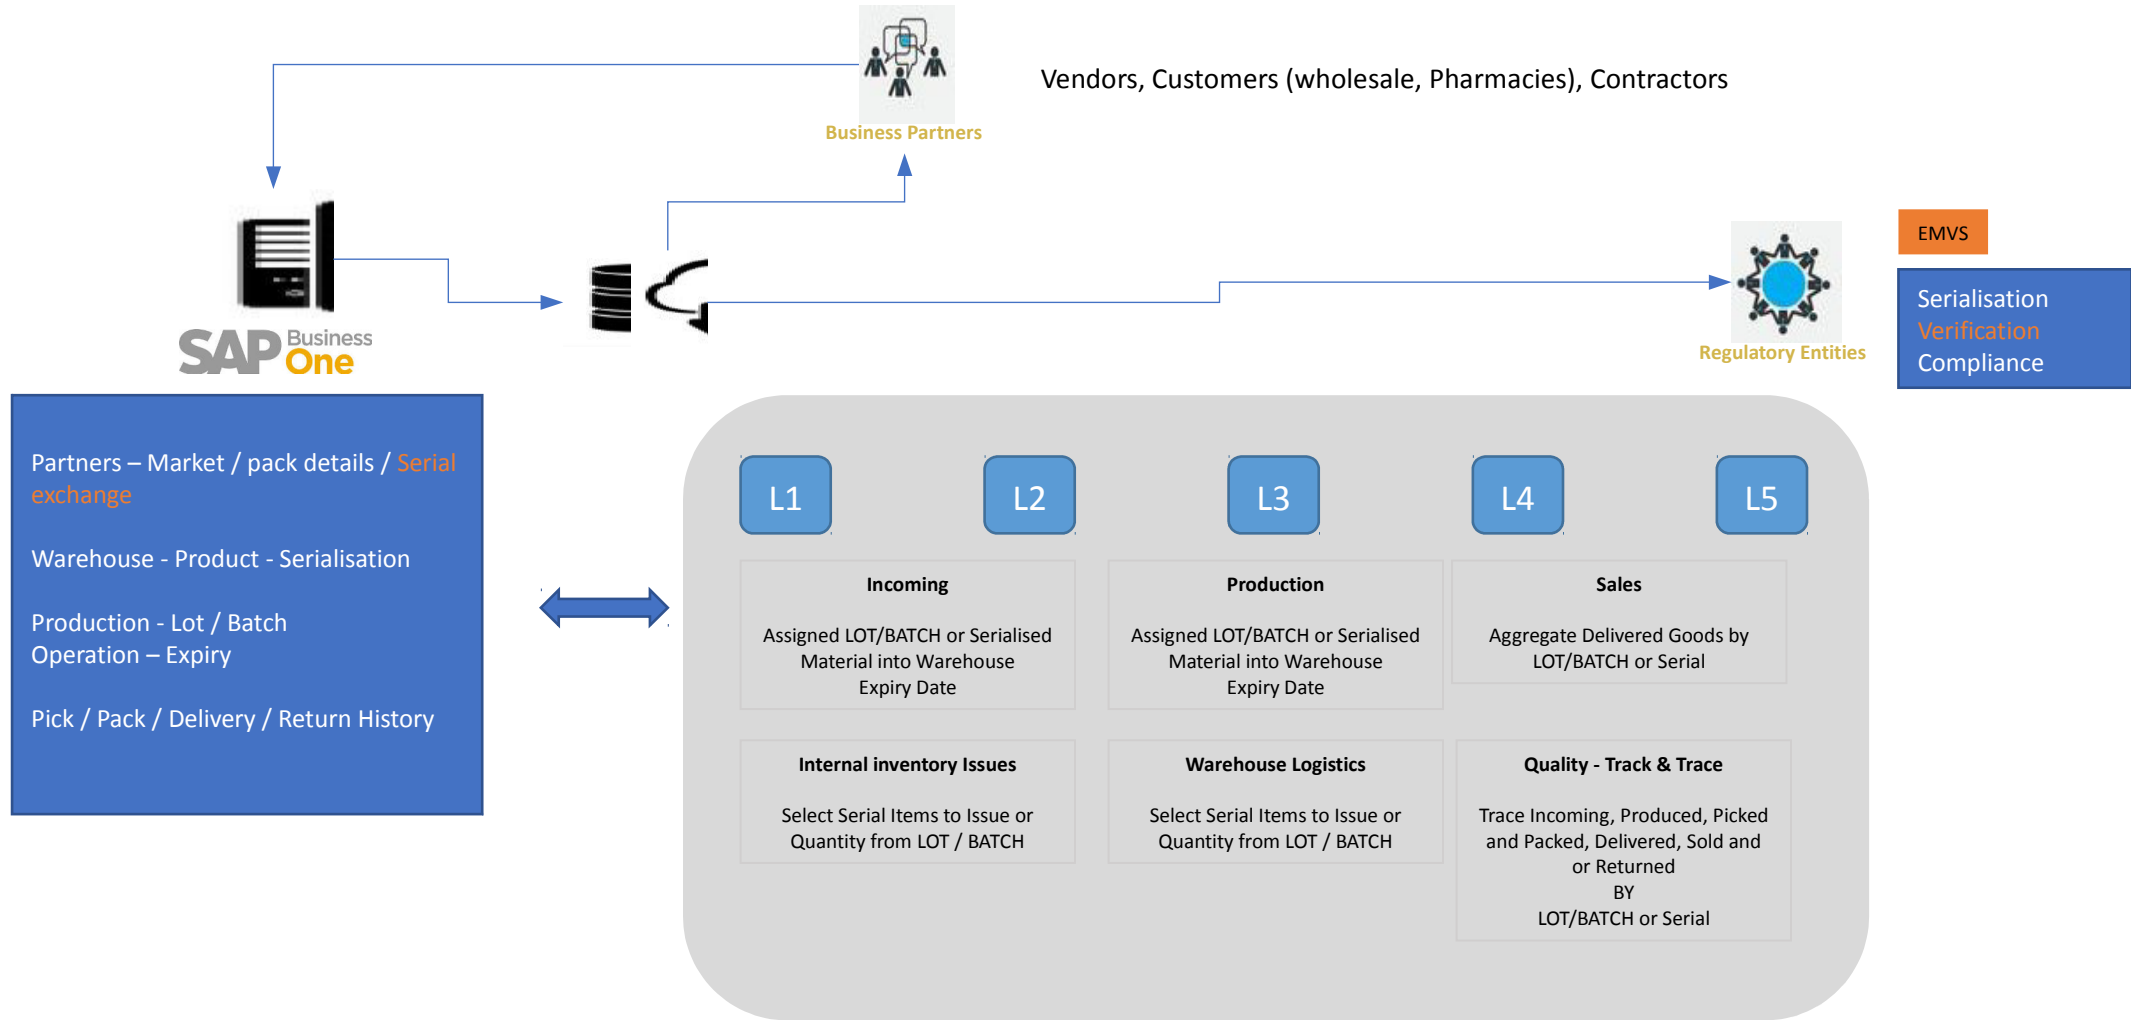 Vendors, Customers (wholesale, Pharmacies), Contractors
Business Partners
EMVS
Serialisation
Verification
Compliance
Regulatory Entities
SAP Business
One
Partners – Market / pack details / Serial
exchange
Warehouse - Product - Serialisation
Production - Lot / Batch
Operation – Expiry
Pick / Pack / Delivery / Return History
L1
L2
L3
L4
L5
Incoming
Assigned LOT/BATCH or Serialised
Material into Warehouse
Expiry Date
Production
Assigned LOT/BATCH or Serialised
Material into Warehouse
Expiry Date
Sales
Aggregate Delivered Goods by
LOT/BATCH or Serial
Internal inventory Issues
Select Serial Items to Issue or
Quantity from LOT / BATCH
Warehouse Logistics
Select Serial Items to Issue or
Quantity from LOT / BATCH
Quality - Track & Trace
Trace Incoming, Produced, Picked
and Packed, Delivered, Sold and
or Returned
BY
LOT/BATCH or Serial